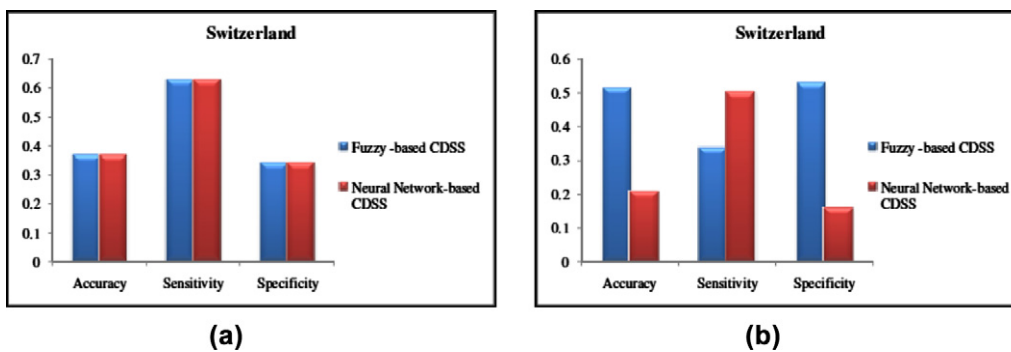 Switzerland
0.7
0.6
0.5
0.4
0.3
0.2
0.1
0
Accuracy
Sensitivity
Specificity
Fuzzy -based CDSS
Neural Network-based
CDSS
(a)
Switzerland
0.6
0.5
0.4
0.3
0.2
0.1
0
Accuracy
Sensitivity
Specificity
Fuzzy -based CDSS
Neural Network-based
CDSS
(b)